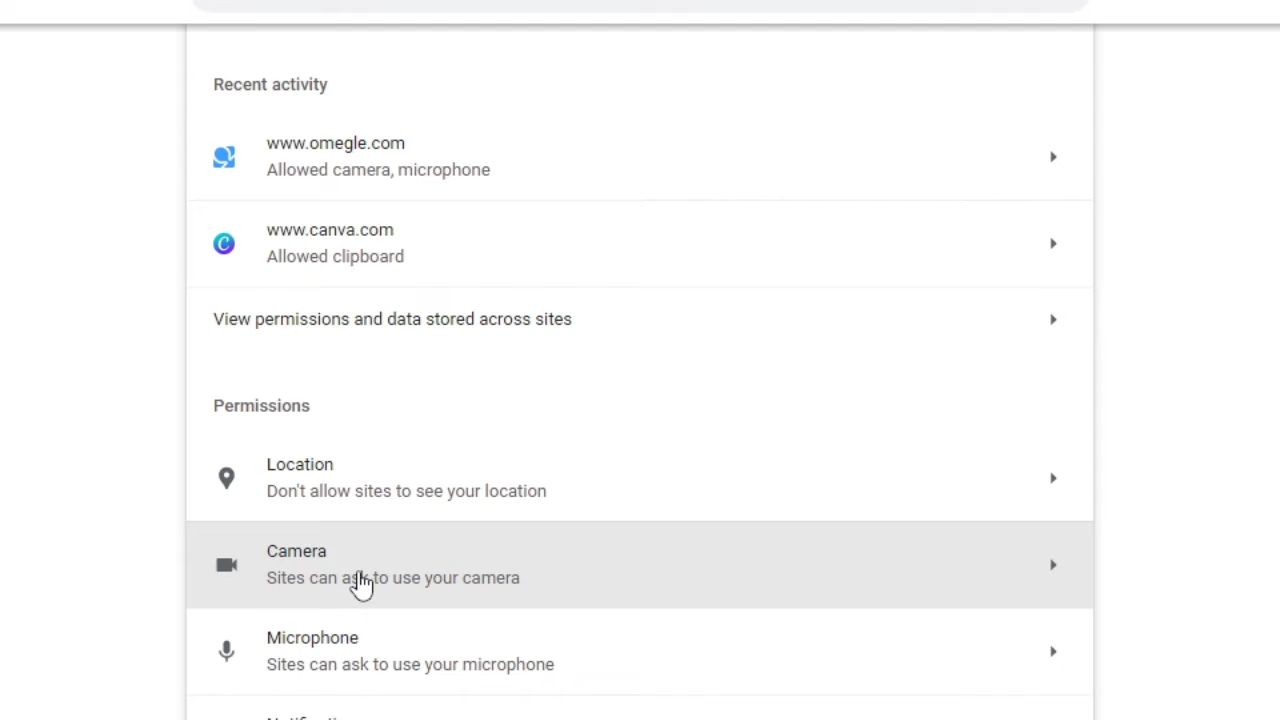 Recent activity
www.omegle.com
Allowed camera, microphone
www.canva.com
Allowed clipboard
View permissions and data stored across sites
Permissions
Location
Don't allow sites to see your location
Camera
Sites can ask to use your camera
Microphone
Sites can ask to use your microphone